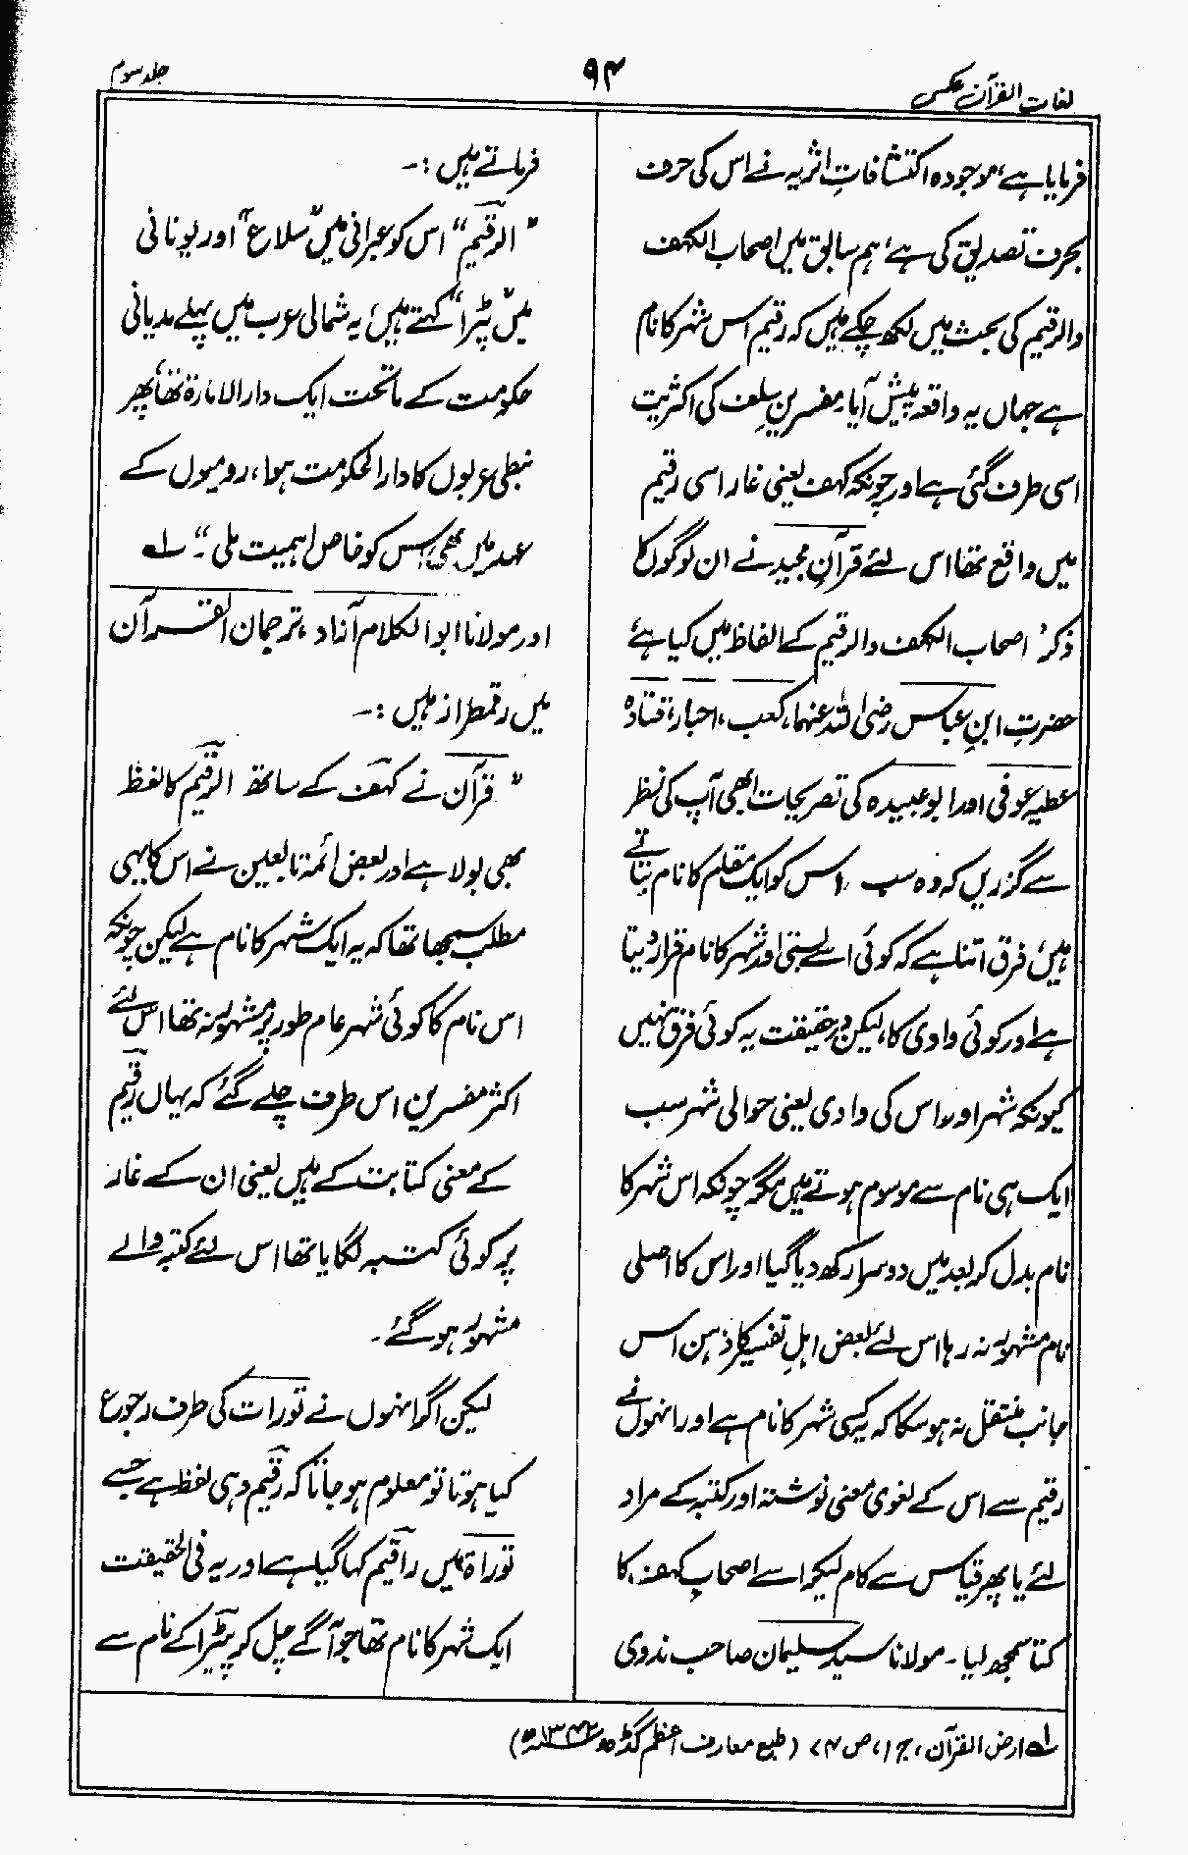 لغات القرآن عکسی
۹۴
جلد سوم
فرمایا ہے، موجودہ اکتشافاتِ اثریہ نے اس کی حرف
بحرف تصدیق کی ہے، ہم سابق میں اصحاب الکہف
والرقیم کی بحث میں لکھ چکے ہیں کہ رقیم اس شہر کا نام
ہے جہاں یہ واقعہ پیش آیا، مفسرینِ سلف کی اکثریت
اسی طرف گئی ہے اور چونکہ کہف یعنی غار اسی رقیم
میں واقع تھا اس لئے قرآنِ مجید نے ان لوگوں کا
ذکر، اصحاب الکہف والرقیم کے الفاظ میں کیا ہے،
حضرتِ ابنِ عباس رضی اللہ عنہما، کعب، احبار، قتادہ
عطیہ عوفی اور ابو عبیدہ کی تصریحات ابھی آپ کی نظر
سے گزریں کہ وہ سب اس کو ایک مقام کا نام بتاتے
ہیں، فرق اتنا ہے کہ کوئی اسے بستی اور شہر کا نام قرار دیتا
ہے اور کوئی وادی کا، لیکن درحقیقت یہ کوئی فرق نہیں
کیونکہ شہر اور اس کی وادی یعنی حوالی شہر سب
ایک ہی نام سے موسوم ہوتے ہیں مگر چونکہ اس شہر کا
نام بدل کر بعد میں دوسرا رکھ دیا گیا اور اس کا اصلی
نام مشہور نہ رہا اس لئے بعض اہلِ تفسیر کا ذہن اس
جانب منتقل نہ ہو سکا کہ یہ کسی شہر کا نام ہے اور انہوں نے
رقیم سے اس کے لغوی معنی نوشتہ اور کتبہ کے مراد
لئے یا پھر قیاس سے کام لیکر اسے اصحابِ کہف کا
کتا سمجھ لیا۔ مولانا سید سلیمان صاحب ندوی
فرماتے ہیں :-
"الرقیم" اس کو عبرانی میں "سلاع" اور یونانی
میں "پٹرا" کہتے ہیں، یہ شمالی عرب میں پہلے مدیانی
حکومت کے ماتحت ایک دارالامارۃ تھا، پھر
نبطی عربوں کا دارالحکومت ہوا، رومیوں کے
عہد میں بھی اس کو خاص اہمیت ملی۔" ؎۱
اور مولانا ابوالکلام آزاد، ترجمان القرآن
میں رقمطراز ہیں :-
"قرآن نے کہف کے ساتھ الرقیم کا لفظ
بھی بولا ہے اور بعض ائمۂ تابعین نے اس کا یہی
مطلب سمجھا تھا کہ یہ ایک شہر کا نام ہے لیکن چونکہ
اس نام کا کوئی شہر عام طور پر مشہور نہ تھا اس لئے
اکثر مفسرین اس طرف چلے گئے کہ یہاں رقیم
کے معنی کتابت کے ہیں یعنی ان کے غار
پر کوئی کتبہ لگایا تھا اس لئے کتبہ والے
مشہور ہو گئے۔
لیکن اگر انہوں نے تورات کی طرف رجوع
کیا ہوتا تو معلوم ہو جاتا کہ رقیم وہی لفظ ہے جسے
توراۃ میں راقیم کہا گیا ہے اور یہ فی الحقیقت
ایک شہر کا نام تھا جو آگے چل کر پٹیرا کے نام سے
؎۱ ارض القرآن، ج ۱، ص ۷۴ (طبع معارف اعظم گڈھ ۱۳۴۲ھ)